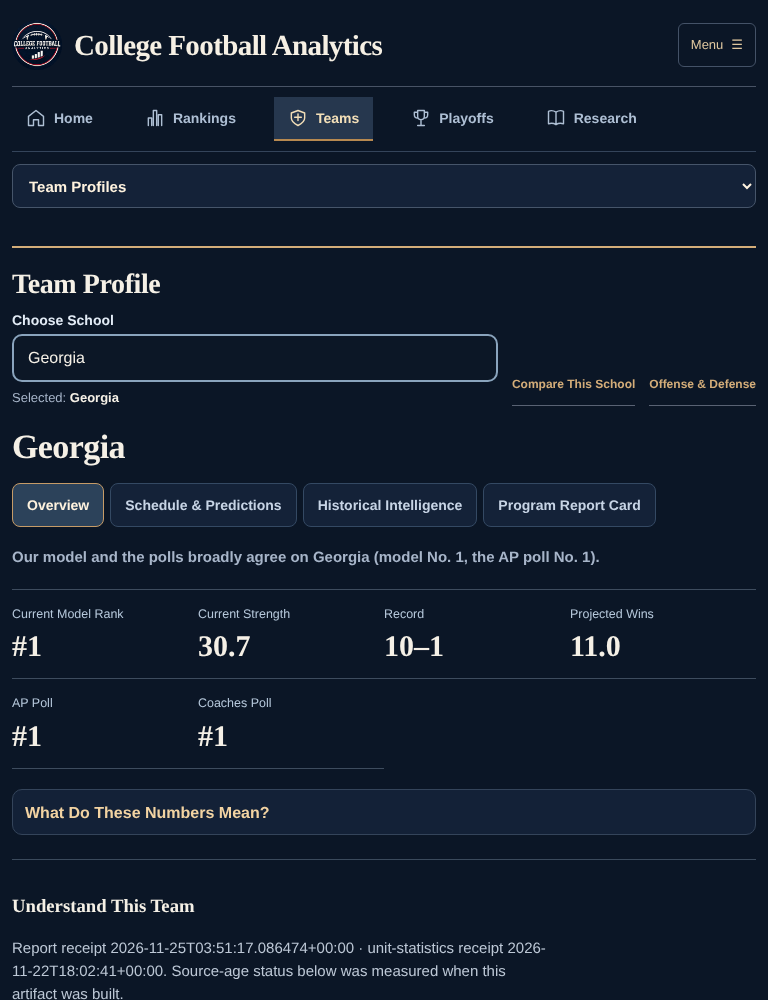 COLLEGE FOOTBALL
ANALYTICS
College Football Analytics
Menu ☰
Home
Rankings
Teams
Playoffs
Research
Team Profiles
Team Profile
Choose School
Georgia
Selected: Georgia
Compare This School
Offense & Defense
Georgia
Overview
Schedule & Predictions
Historical Intelligence
Program Report Card
Our model and the polls broadly agree on Georgia (model No. 1, the AP poll No. 1).
Current Model Rank
#1
Current Strength
30.7
Record
10–1
Projected Wins
11.0
AP Poll
#1
Coaches Poll
#1
What Do These Numbers Mean?
Understand This Team
Report receipt 2026-11-25T03:51:17.086474+00:00 · unit-statistics receipt 2026-
11-22T18:02:41+00:00. Source-age status below was measured when this
artifact was built.